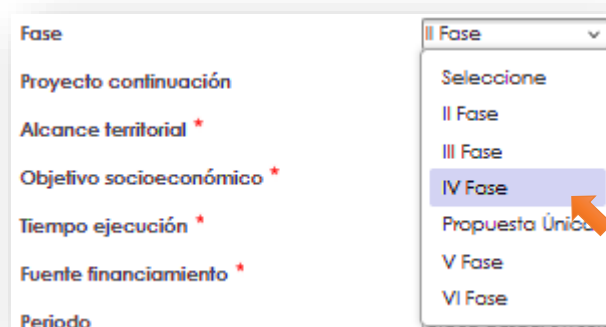 Fase
II Fase
Proyecto continuación
Seleccione
Alcance territorial *
II Fase
III Fase
Objetivo socioeconómico *
IV Fase
Tiempo ejecución *
Propuesta Única
Fuente financiamiento *
V Fase
VI Fase
Periodo